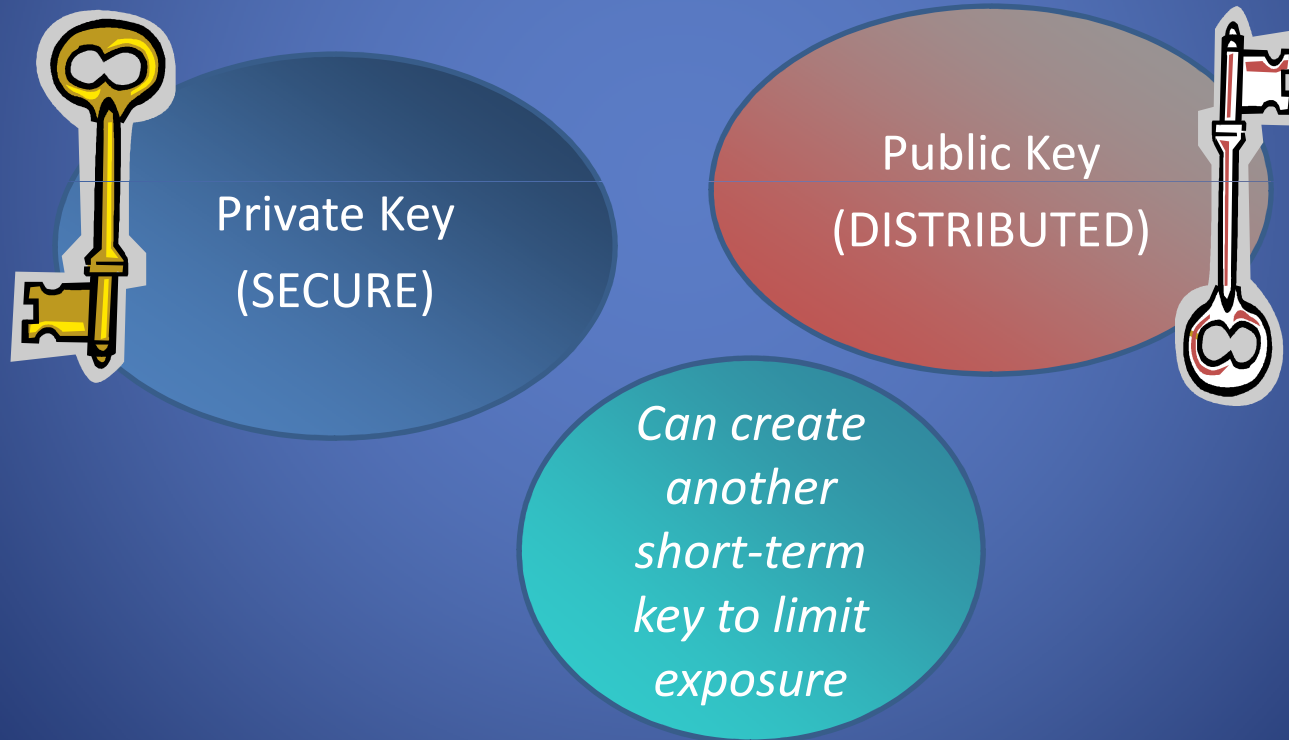 Private Key
(SECURE)
Public Key
(DISTRIBUTED)
Can create
another
short-term
key to limit
exposure